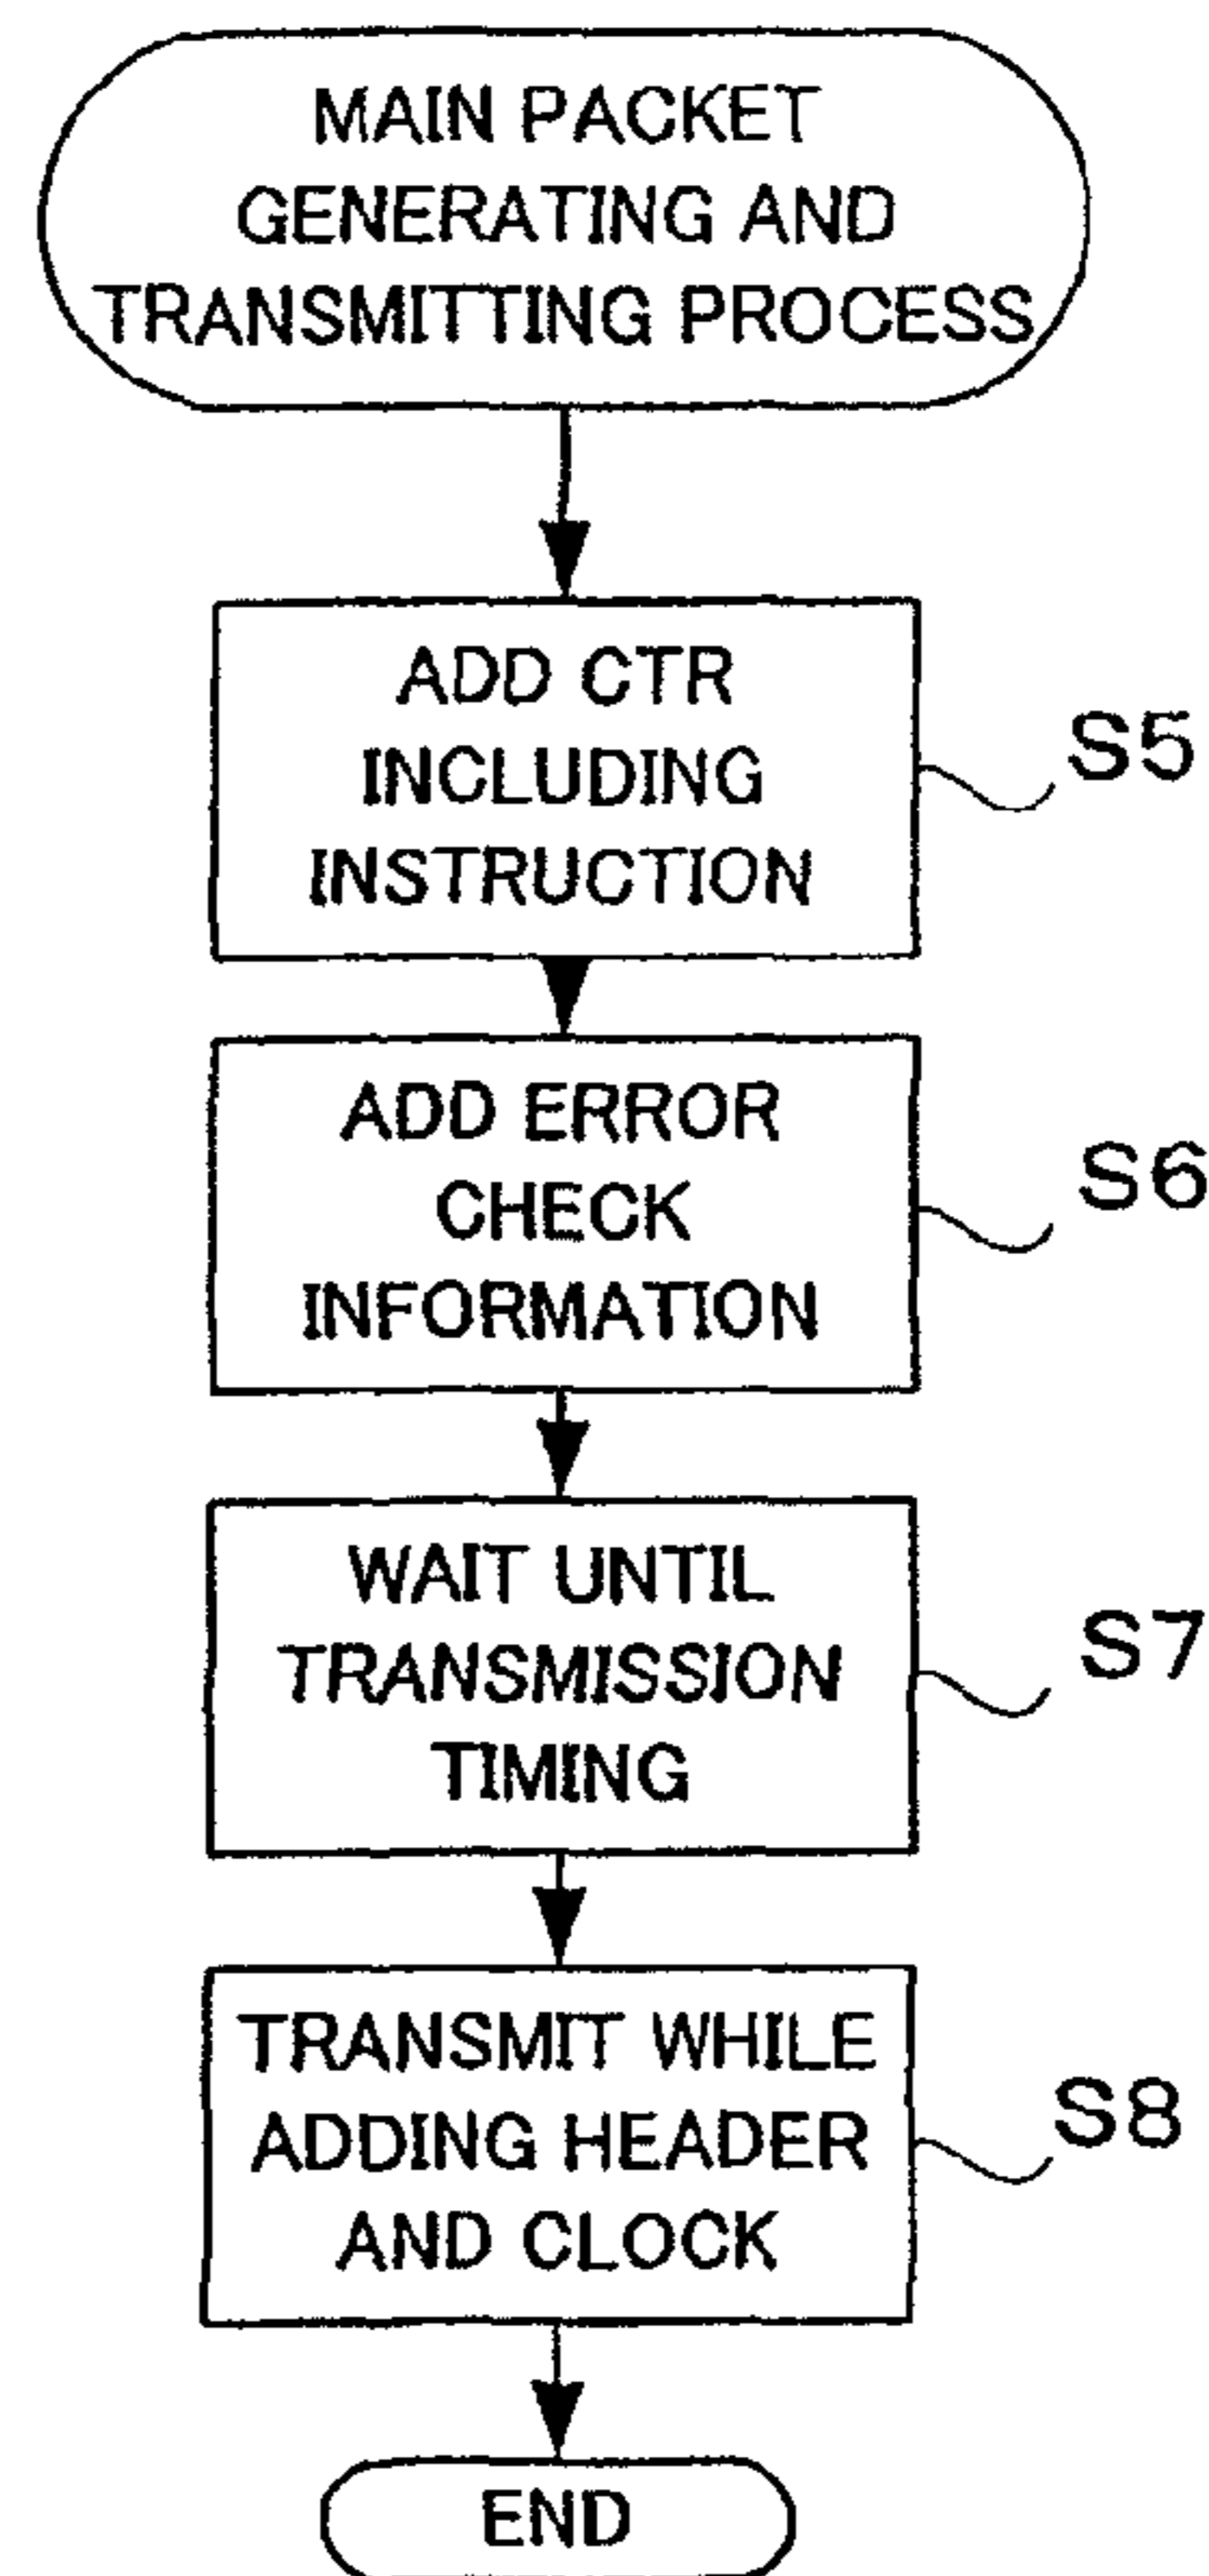 MAIN PACKET
GENERATING AND
TRANSMITTING PROCESS
ADD CTR
INCLUDING
INSTRUCTION
S5
ADD ERROR
CHECK
INFORMATION
S6
WAIT UNTIL
TRANSMISSION
TIMING
S7
TRANSMIT WHILE
ADDING HEADER
AND CLOCK
S8
END